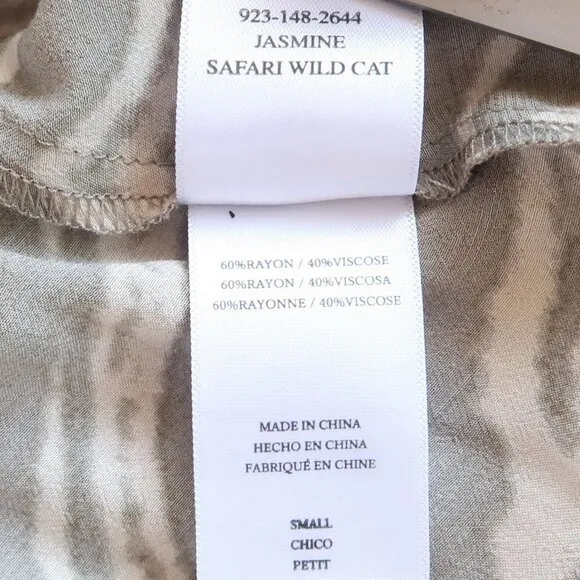 923-148-2644
JASMINE
SAFARI WILD CAT
60%RAYON / 40%VISCOSE
60%RAYON / 40%VISCOSA
60%RAYONNE / 40%VISCOSE
MADE IN CHINA
HECHO EN CHINA
FABRIQUÉ EN CHINE
SMALL
CHICO
PETIT